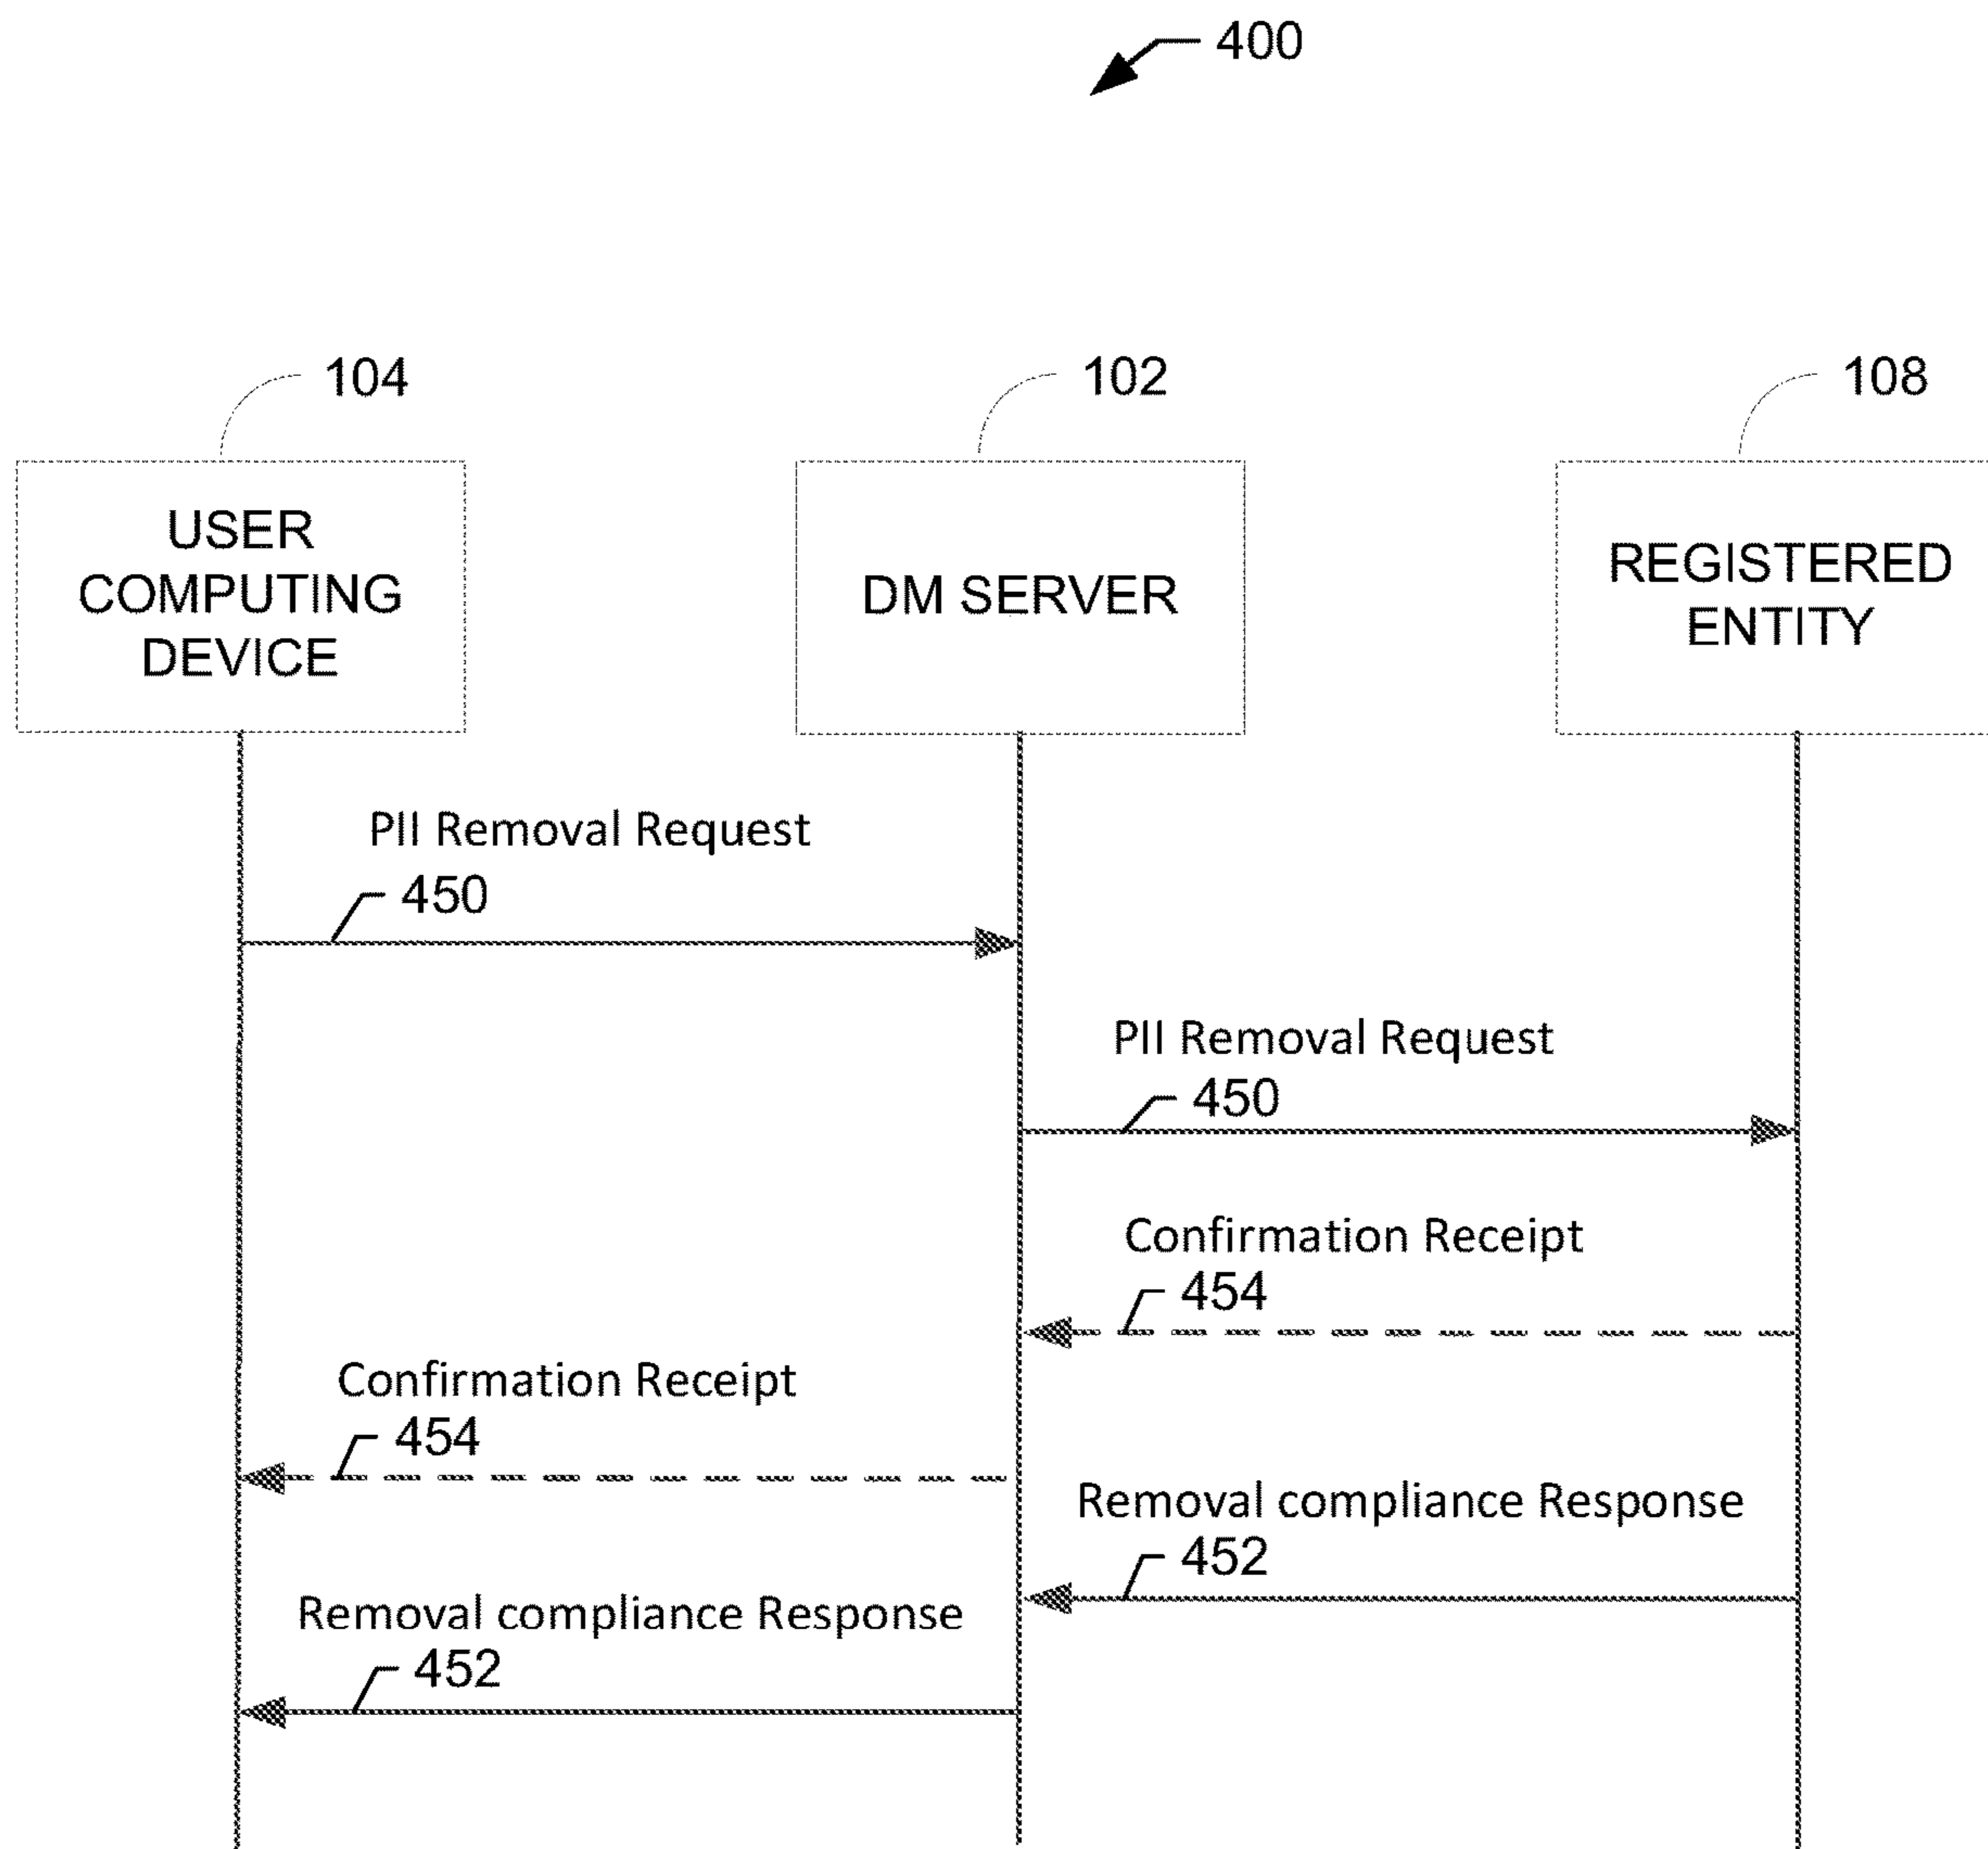 400
104
102
108
USER
COMPUTING
DEVICE
DM SERVER
REGISTERED
ENTITY
PII Removal Request
450
PII Removal Request
450
Confirmation Receipt
454
Confirmation Receipt
454
Removal compliance Response
452
Removal compliance Response
452